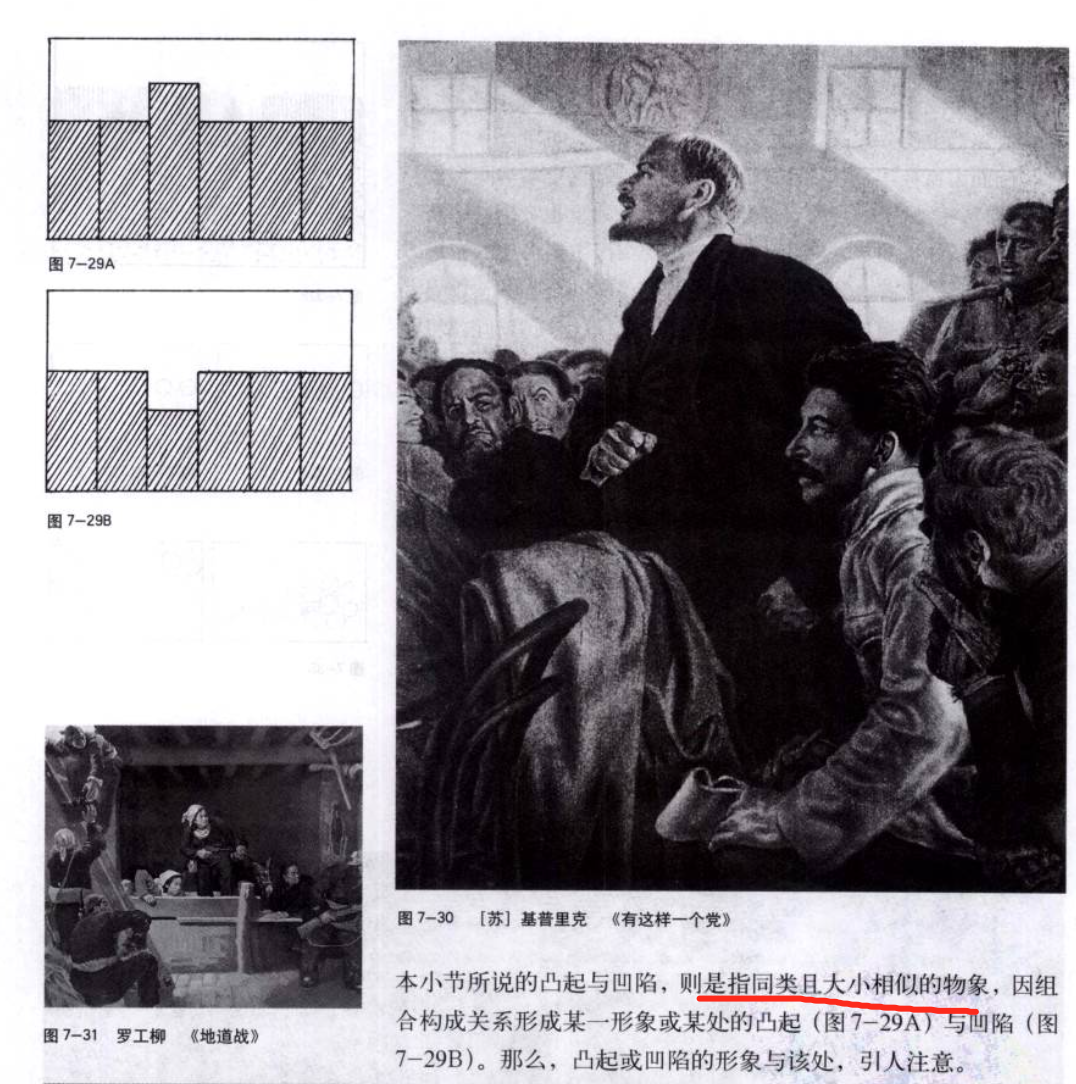 图 7-29A
图 7-29B
图 7-30 [苏] 基普里克 《有这样一个党》
图 7-31 罗工柳 《地道战》
本小节所说的凸起与凹陷，则是指同类且大小相似的物象，因组
合构成关系形成某一形象或某处的凸起（图7-29A）与凹陷（图
7-29B）。那么，凸起或凹陷的形象与该处，引人注意。